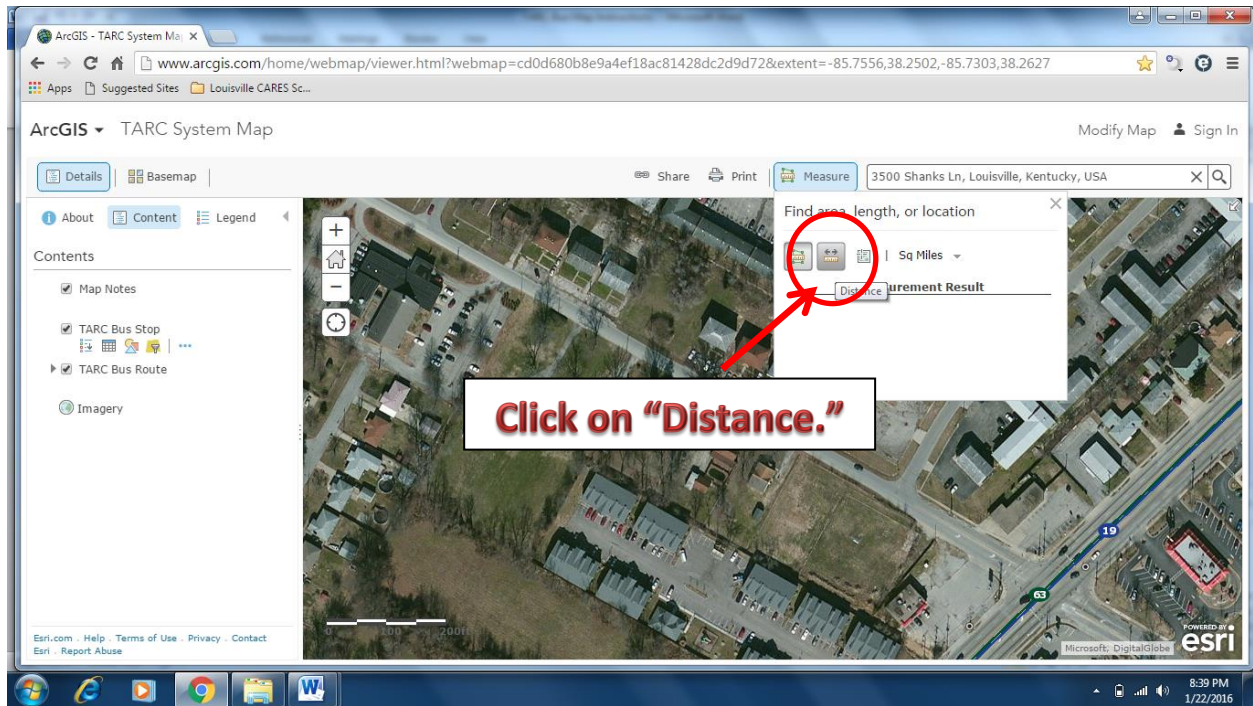 ArcGIS - TARC System Ma
www.arcgis.com/home/webmap/viewer.html?webmap=cd0d680b8e9a4ef18ac81428dc2d9d72&extent=-85.7556,38.2502,-85.7303,38.2627
Apps Suggested Sites Louisville CARES Sc...
ArcGIS TARC System Map Modify Map Sign In
Details Basemap Share Print Measure 3500 Shanks Ln, Louisville, Kentucky, USA
About Content Legend
Find area, length, or location
Contents
Sq Miles
Map Notes
Distance urement Result
TARC Bus Stop
TARC Bus Route
Imagery
Click on “Distance.”
19
63
0 100 200ft
Esri.com . Help . Terms of Use . Privacy . Contact
Esri . Report Abuse
Microsoft, DigitalGlobe
POWERED BY
esri
W
8:39 PM
1/22/2016